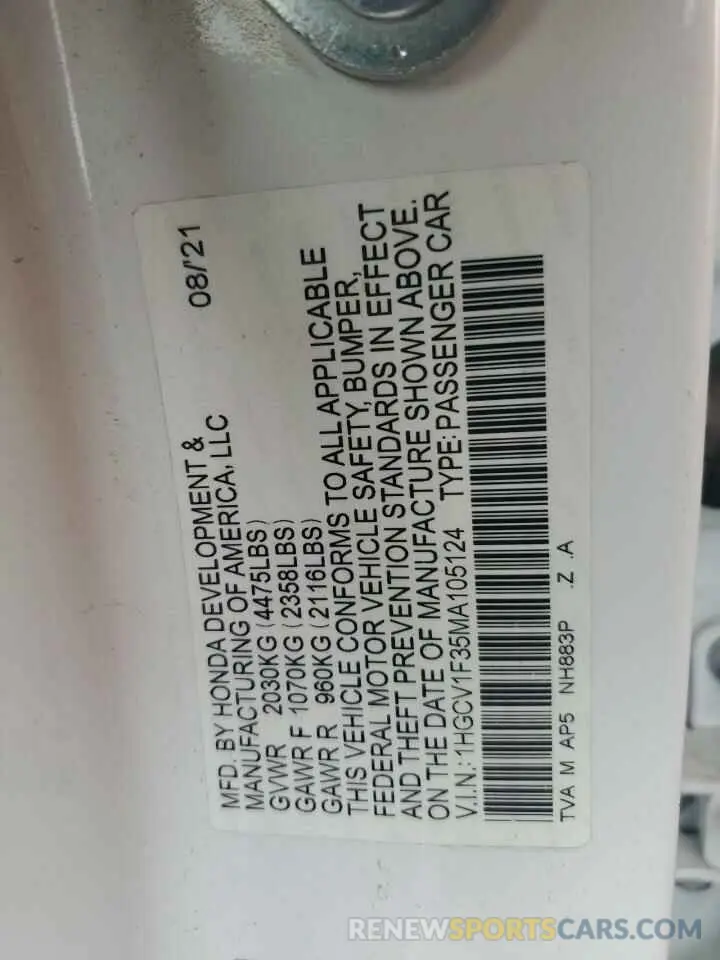 MFD. BY HONDA DEVELOPMENT & 08/'21
MANUFACTURING OF AMERICA, LLC
GVWR 2030KG (4475LBS)
GAWR F 1070KG (2358LBS)
GAWR R 960KG (2116LBS)
THIS VEHICLE CONFORMS TO ALL APPLICABLE
FEDERAL MOTOR VEHICLE SAFETY, BUMPER,
AND THEFT PREVENTION STANDARDS IN EFFECT
ON THE DATE OF MANUFACTURE SHOWN ABOVE.
V.I.N.: 1HGCV1F35MA105124 TYPE: PASSENGER CAR
TVA M AP5 NH883P .Z .A
RENEWSPORTSCARS.COM